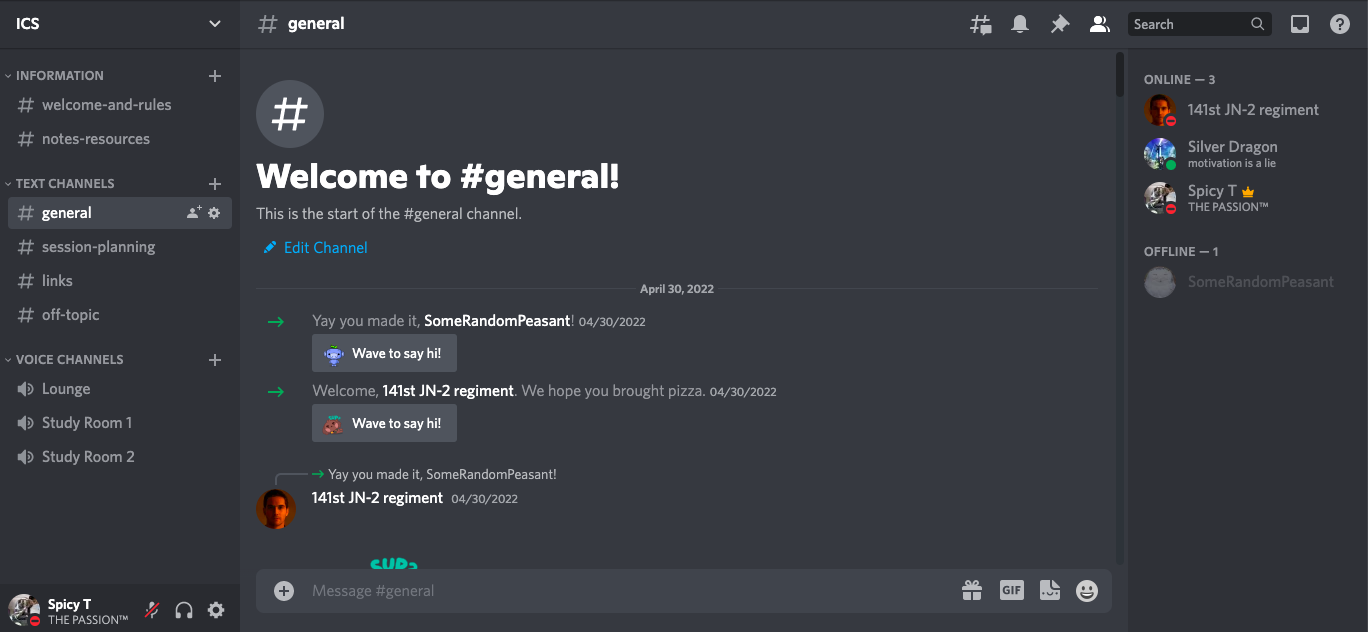 ICS
INFORMATION
welcome-and-rules
notes-resources
TEXT CHANNELS
general
session-planning
links
off-topic
VOICE CHANNELS
Lounge
Study Room 1
Study Room 2
Spicy T
THE PASSION™
general
Search
Welcome to #general!
This is the start of the #general channel.
Edit Channel
April 30, 2022
Yay you made it, SomeRandomPeasant! 04/30/2022
Wave to say hi!
Welcome, 141st JN-2 regiment. We hope you brought pizza. 04/30/2022
Wave to say hi!
Yay you made it, SomeRandomPeasant!
141st JN-2 regiment 04/30/2022
Message #general
GIF
ONLINE — 3
141st JN-2 regiment
Silver Dragon
motivation is a lie
Spicy T
THE PASSION™
OFFLINE — 1
SomeRandomPeasant